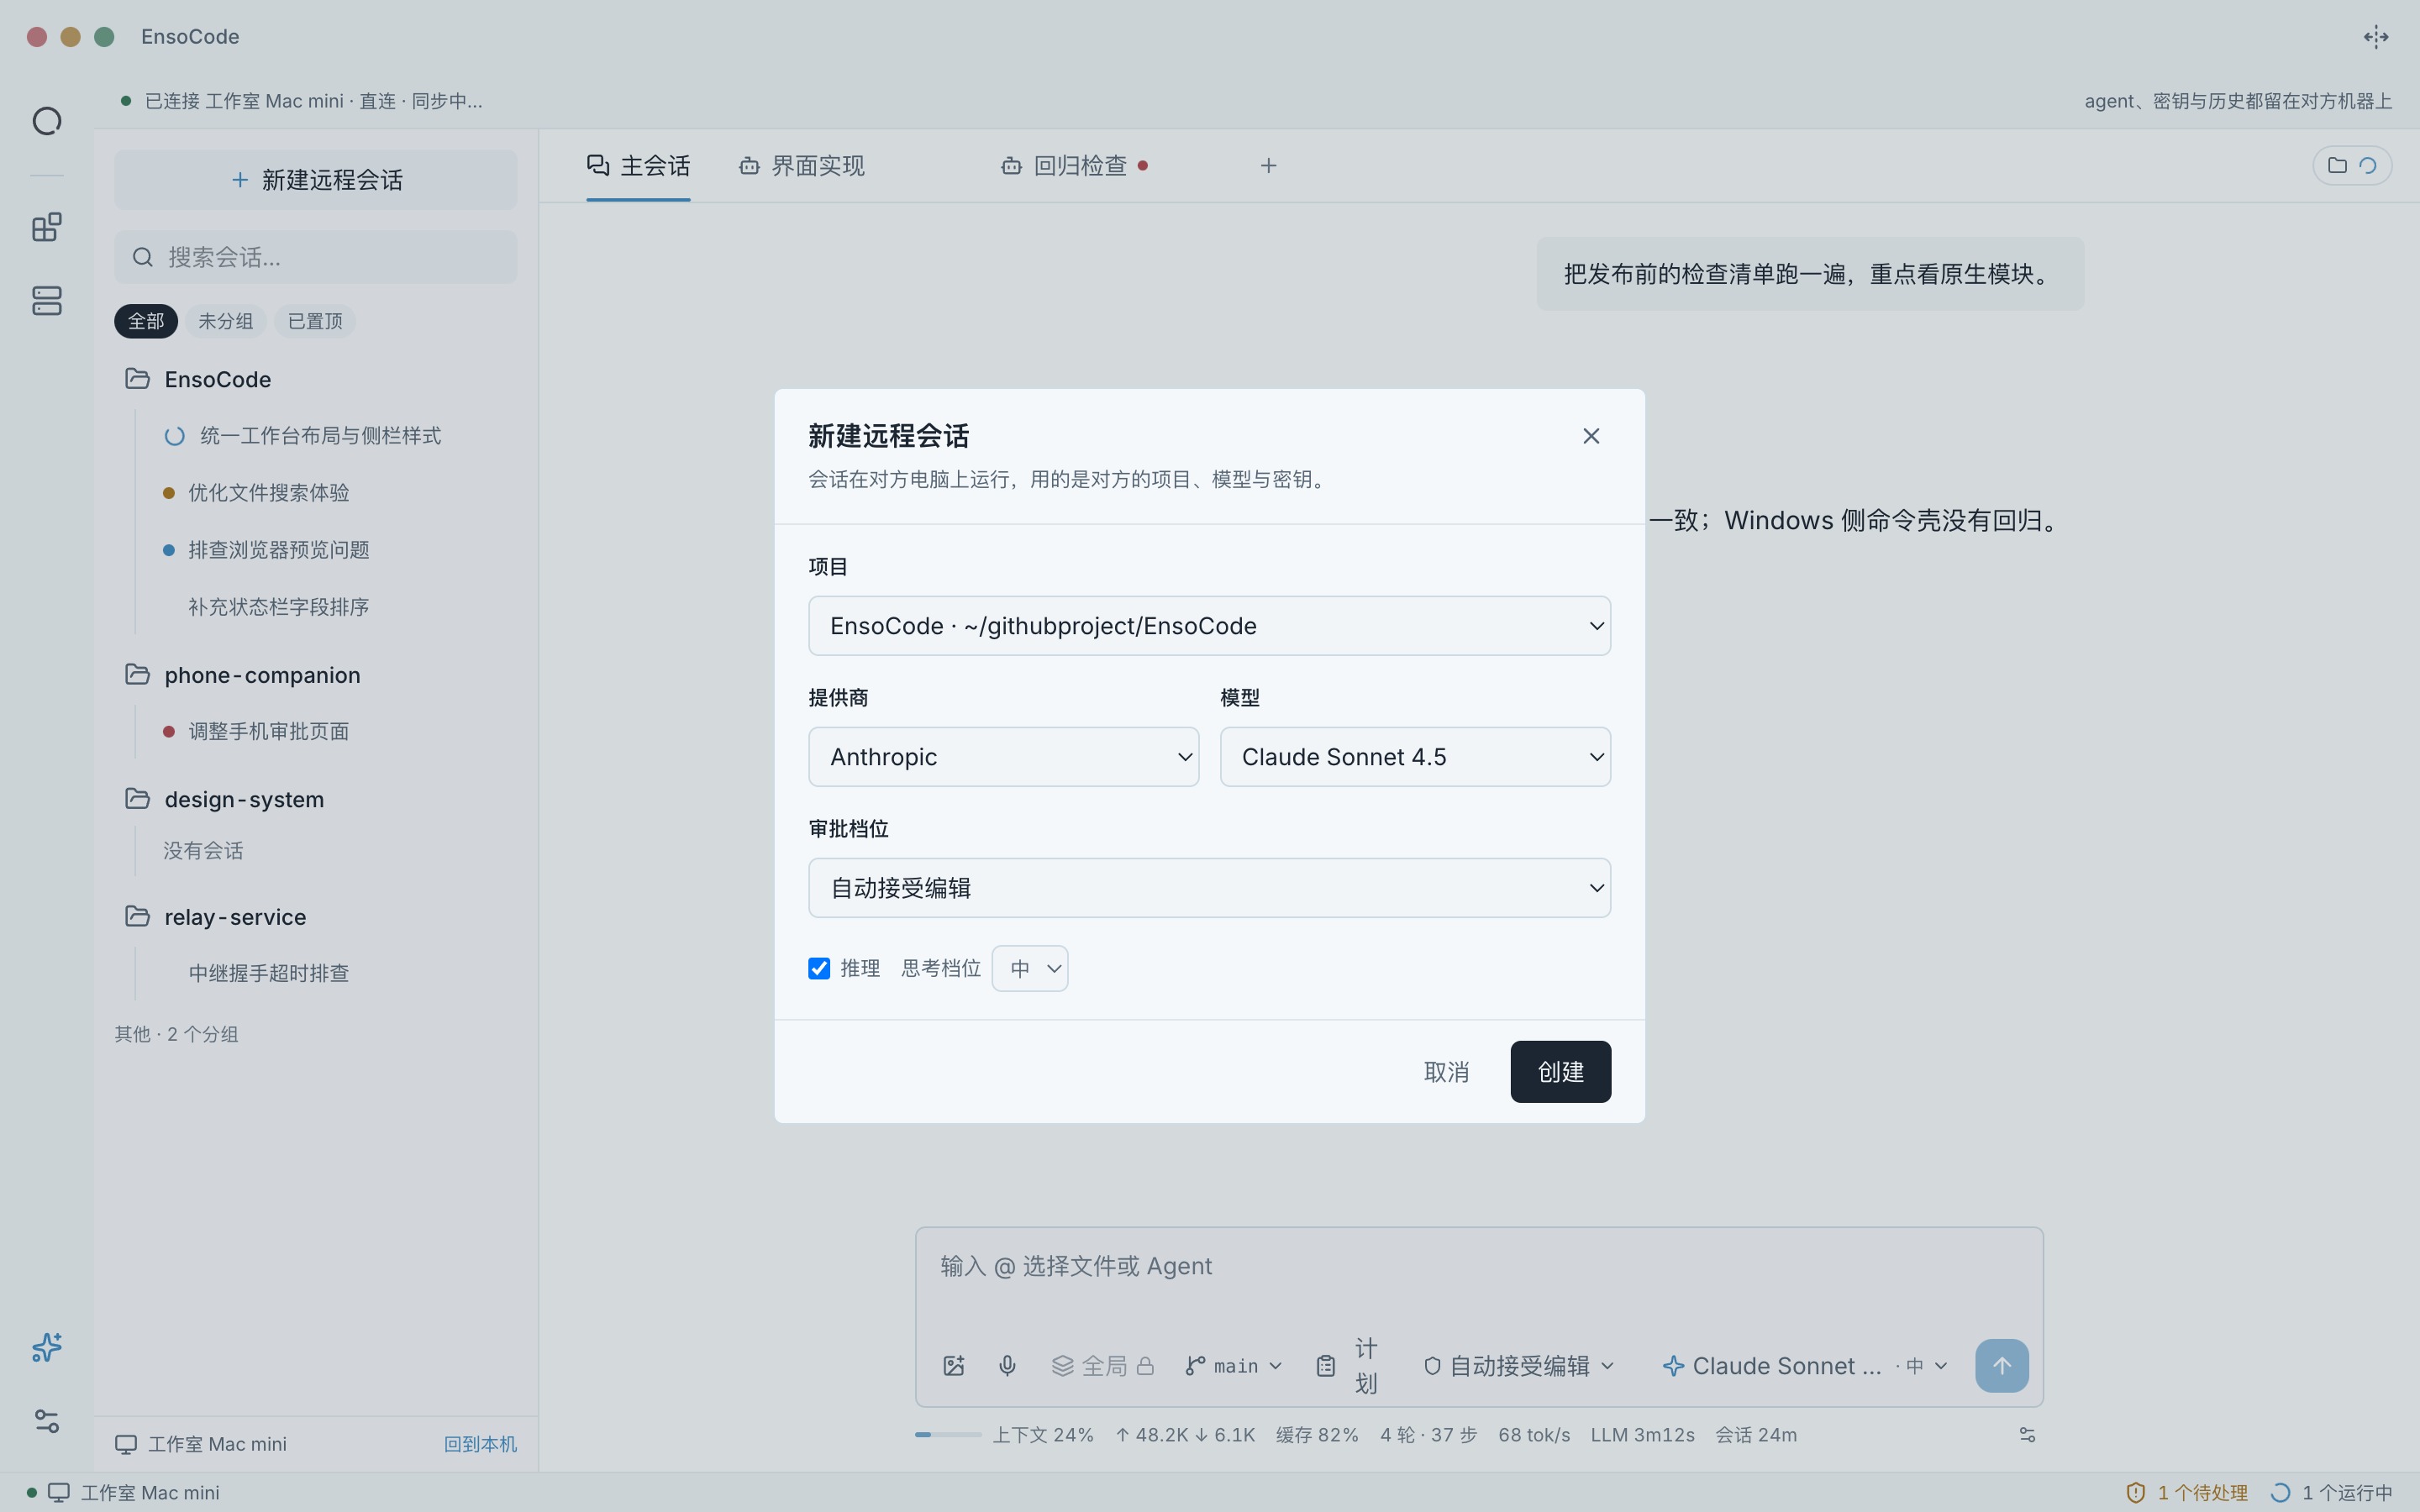 EnsoCode
已连接 工作室 Mac mini · 直连 · 同步中...
agent、密钥与历史都留在对方机器上
新建远程会话
搜索会话...
全部 未分组 已置顶
EnsoCode
统一工作台布局与侧栏样式
优化文件搜索体验
排查浏览器预览问题
补充状态栏字段排序
phone-companion
调整手机审批页面
design-system
没有会话
relay-service
中继握手超时排查
其他 · 2 个分组
工作室 Mac mini 回到本机
主会话 界面实现 回归检查
把发布前的检查清单跑一遍，重点看原生模块。
一致；Windows 侧命令壳没有回归。
新建远程会话
会话在对方电脑上运行，用的是对方的项目、模型与密钥。
项目
EnsoCode · ~/githubproject/EnsoCode
提供商 模型
Anthropic Claude Sonnet 4.5
审批档位
自动接受编辑
推理 思考档位 中
取消 创建
输入 @ 选择文件或 Agent
全局 main 计划 自动接受编辑 Claude Sonnet ... · 中
上下文 24% ↑ 48.2K ↓ 6.1K 缓存 82% 4 轮 · 37 步 68 tok/s LLM 3m12s 会话 24m
工作室 Mac mini 1 个待处理 1 个运行中